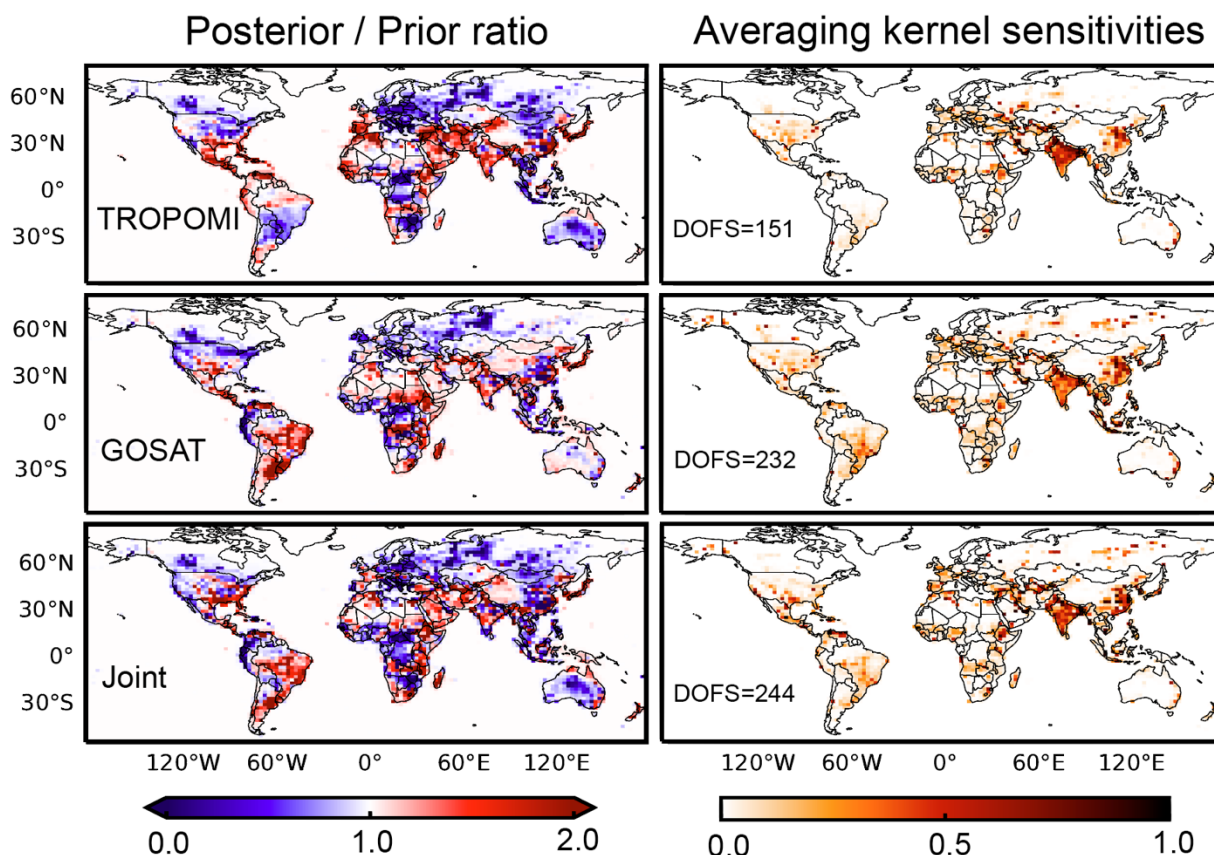 Posterior / Prior ratio
Averaging kernel sensitivities
60°N
30°N
0°
30°S
TROPOMI
DOFS=151
60°N
30°N
0°
30°S
GOSAT
DOFS=232
60°N
30°N
0°
30°S
Joint
DOFS=244
120°W 60°W 0° 60°E 120°E
120°W 60°W 0° 60°E 120°E
0.0 1.0 2.0
0.0 0.5 1.0